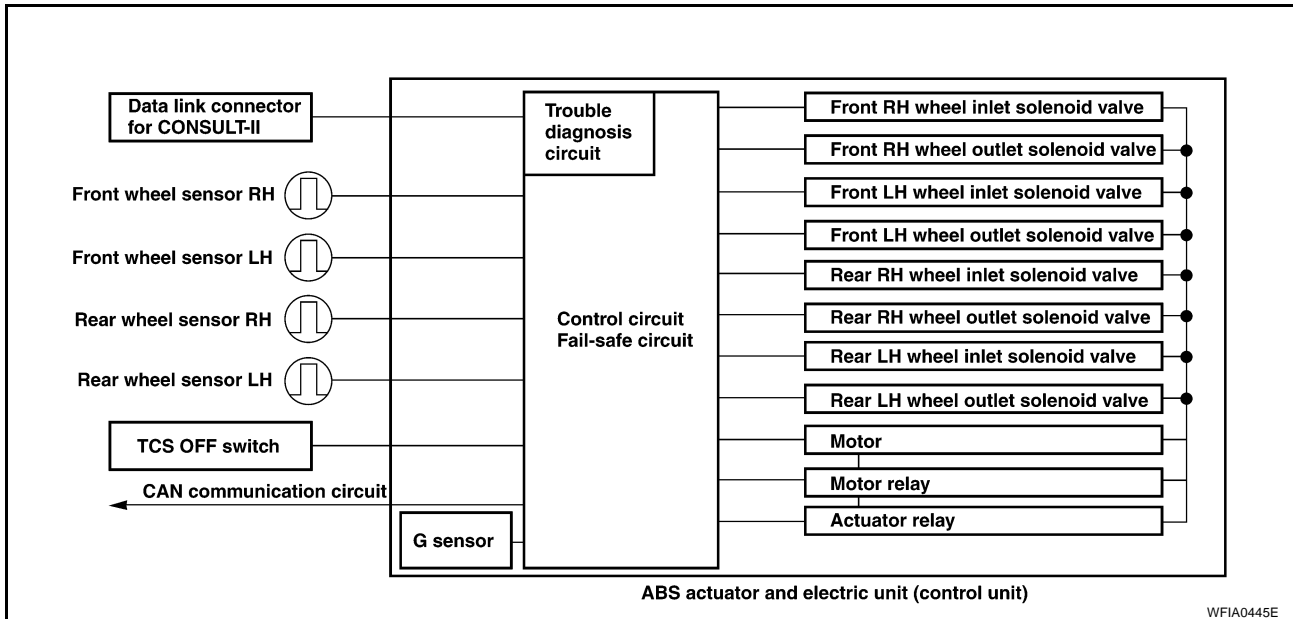 Data link connector
for CONSULT-II
Front wheel sensor RH
Front wheel sensor LH
Rear wheel sensor RH
Rear wheel sensor LH
TCS OFF switch
CAN communication circuit
G sensor
Trouble
diagnosis
circuit
Control circuit
Fail-safe circuit
Front RH wheel inlet solenoid valve
Front RH wheel outlet solenoid valve
Front LH wheel inlet solenoid valve
Front LH wheel outlet solenoid valve
Rear RH wheel inlet solenoid valve
Rear RH wheel outlet solenoid valve
Rear LH wheel inlet solenoid valve
Rear LH wheel outlet solenoid valve
Motor
Motor relay
Actuator relay
ABS actuator and electric unit (control unit)
WFIA0445E